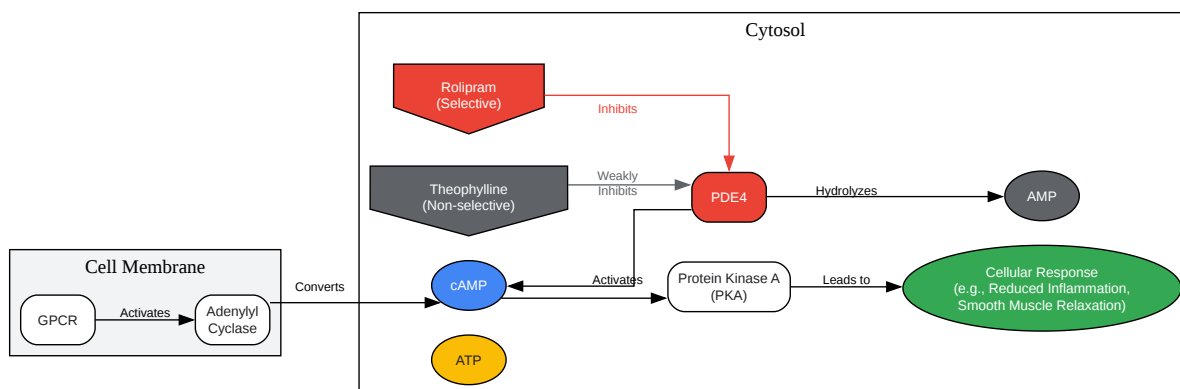 Cytosol
Rolipram
(Selective)
Inhibits
Theophylline
(Non-selective)
Weakly
Inhibits
PDE4
Hydrolyzes
AMP
Cell Membrane
GPCR
Activates
Adenylyl
Cyclase
Converts
cAMP
Activates
Protein Kinase A
(PKA)
Leads to
Cellular Response
(e.g., Reduced Inflammation,
Smooth Muscle Relaxation)
ATP